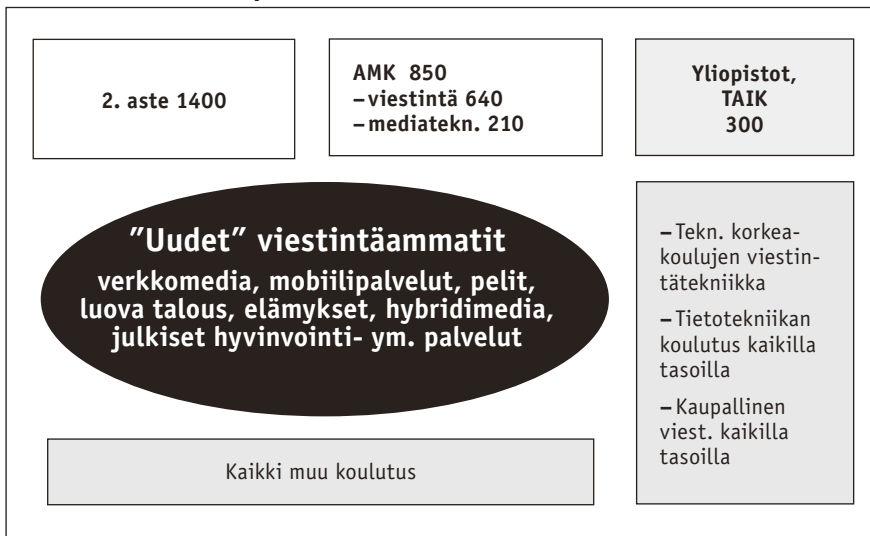 2. aste 1400
AMK 850
–viestintä 640
–mediatekn. 210
Yliopistot,
TAIK
300
”Uudet” viestintäammatit
verkkomedia, mobiilipalvelut, pelit,
luova talous, elämykset, hybridimedia,
julkiset hyvinvointi- ym. palvelut
–Tekn. korkea-
koulujen viestin-
tätekniikka
–Tietotekniikan
koulutus kaikilla
tasoilla
–Kaupallinen
viest. kaikilla
tasoilla
Kaikki muu koulutus